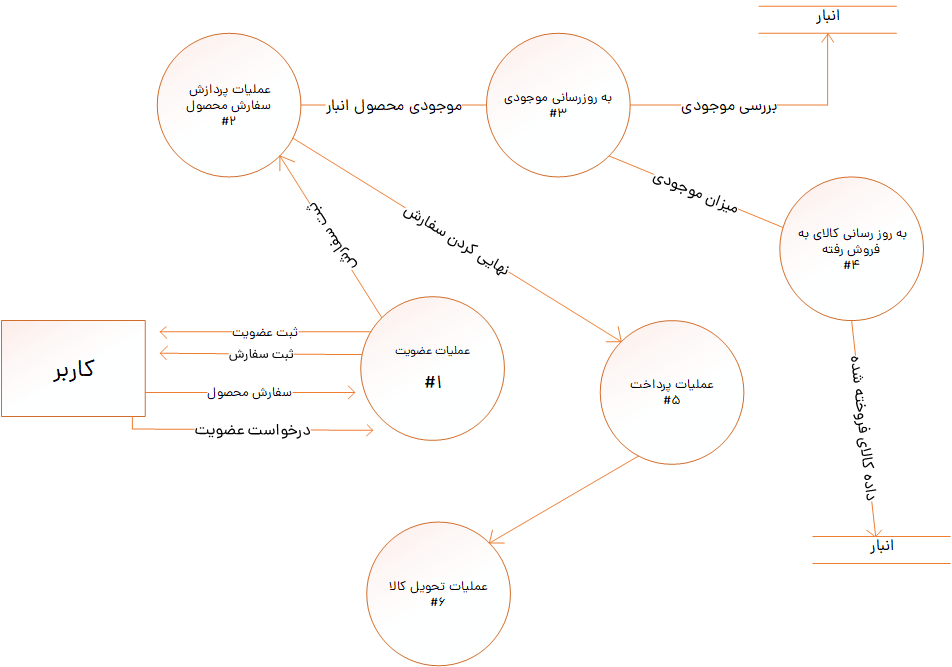 انبار
عملیات پردازش
سفارش محصول
#۲
موجودی محصول انبار
به روزرسانی موجودی
#۳
بررسی موجودی
میزان موجودی
به روز رسانی کالای به
فروش رفته
#۴
ثبت سفارش
نهایی کردن سفارش
کاربر
ثبت عضویت
ثبت سفارش
سفارش محصول
درخواست عضویت
عملیات عضویت
#۱
عملیات پرداخت
#۵
داده کالای فروخته شده
انبار
عملیات تحویل کالا
#۶